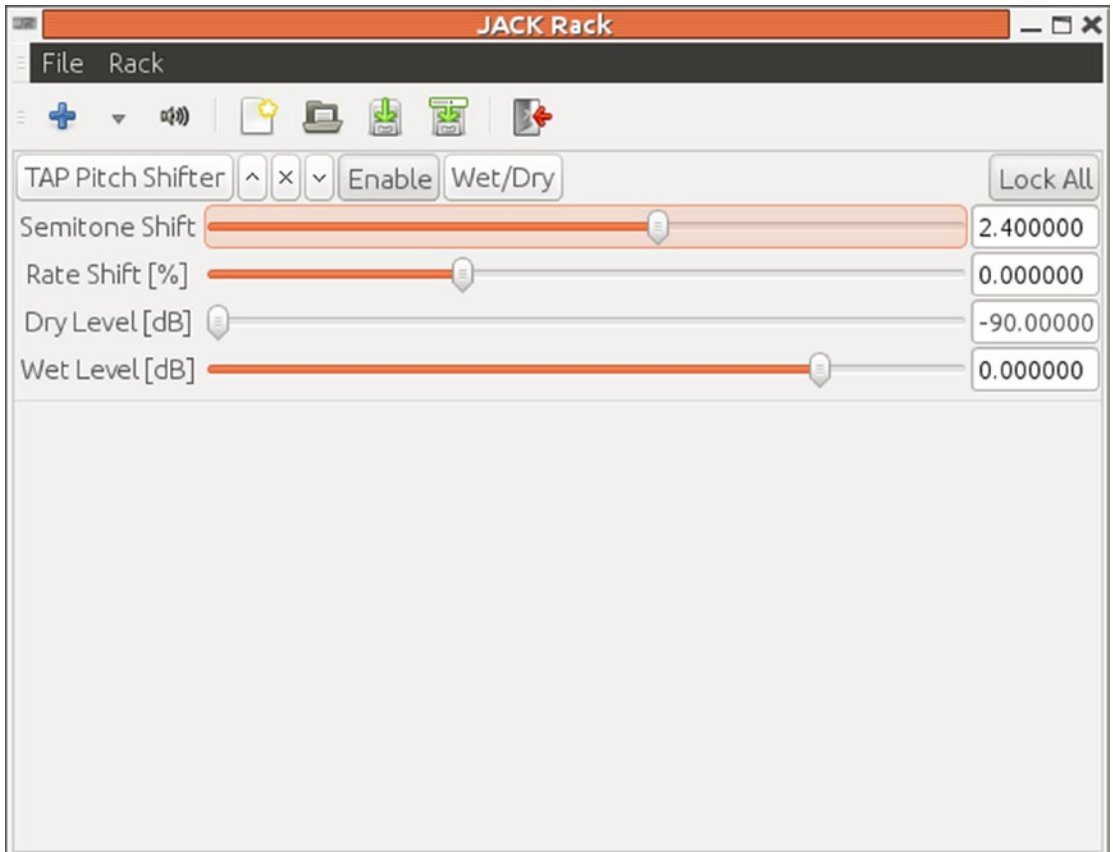 JACK Rack
File Rack
TAP Pitch Shifter Enable Wet/Dry Lock All
Semitone Shift 2.400000
Rate Shift [%] 0.000000
Dry Level [dB] -90.00000
Wet Level [dB] 0.000000